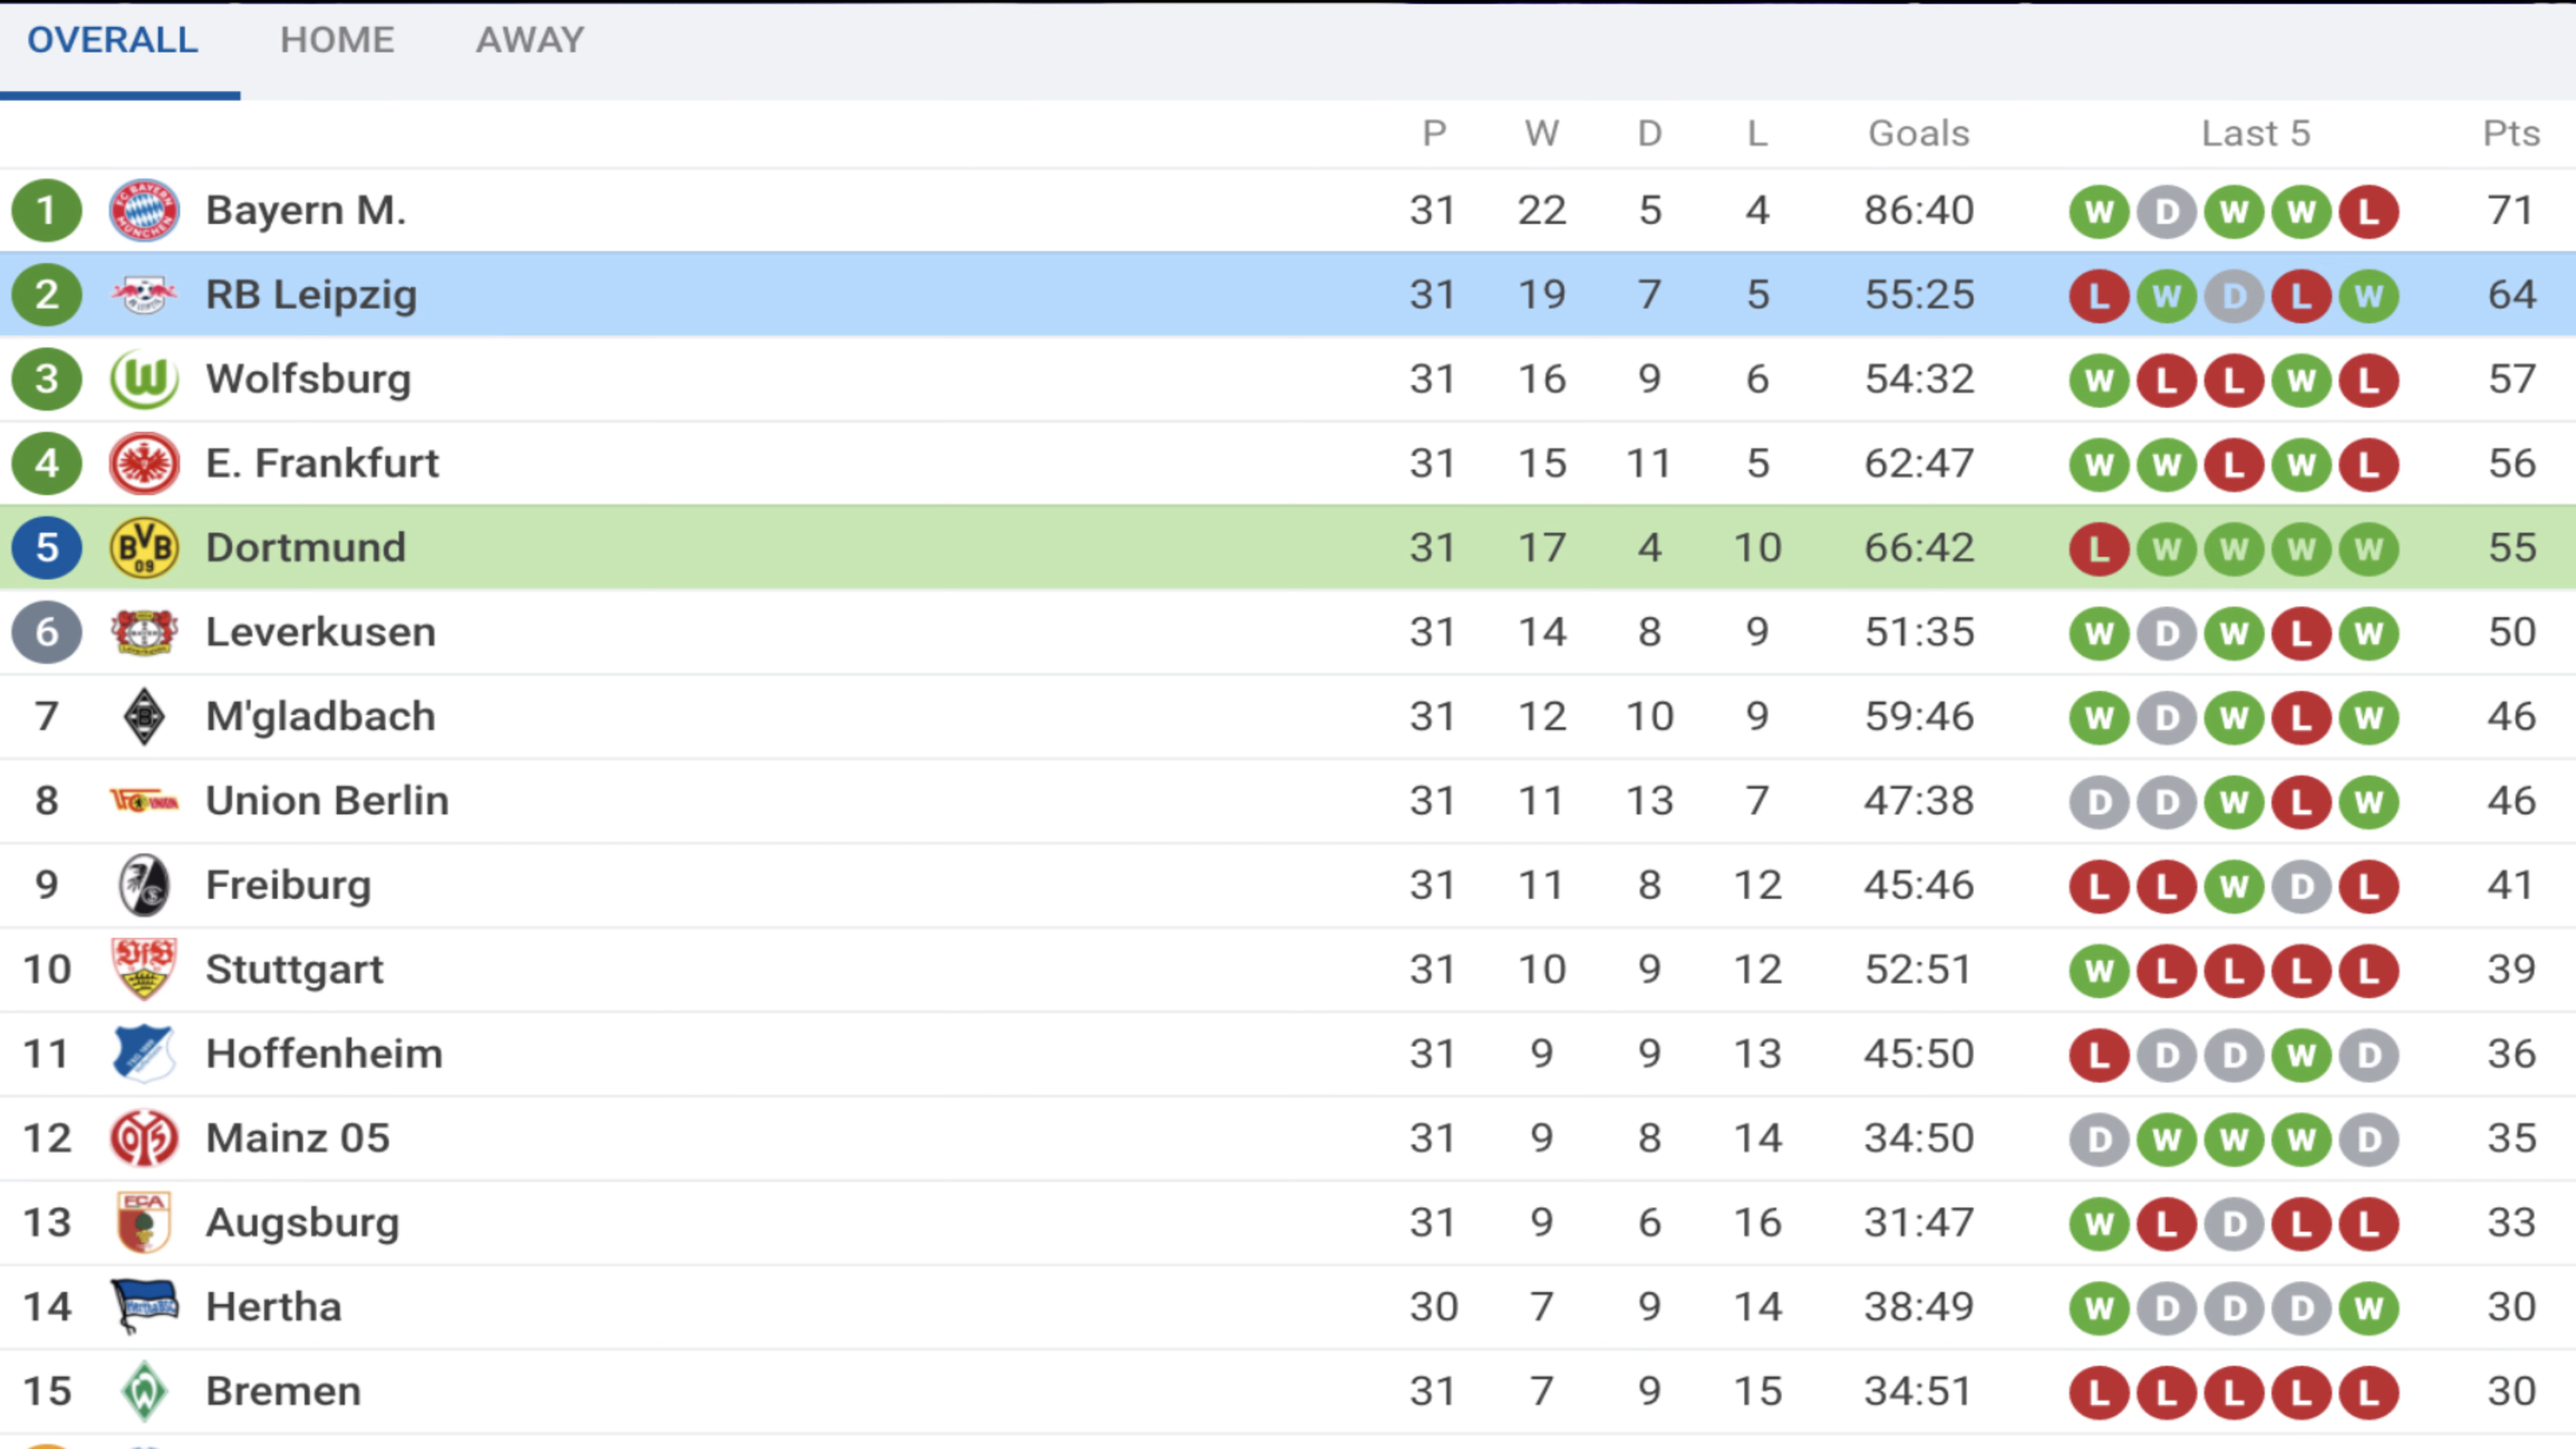 OVERALL HOME AWAY
P W D L Goals Last 5 Pts
1 Bayern M. 31 22 5 4 86:40 W D W W L 71
2 RB Leipzig 31 19 7 5 55:25 L W D L W 64
3 Wolfsburg 31 16 9 6 54:32 W L L W L 57
4 E. Frankfurt 31 15 11 5 62:47 W W L W L 56
5 BVB 09 Dortmund 31 17 4 10 66:42 L W W W W 55
6 Leverkusen 31 14 8 9 51:35 W D W L W 50
7 B M'gladbach 31 12 10 9 59:46 W D W L W 46
8 UNION Union Berlin 31 11 13 7 47:38 D D W L W 46
9 Freiburg 31 11 8 12 45:46 L L W D L 41
10 VfB Stuttgart 31 10 9 12 52:51 W L L L L 39
11 Hoffenheim 31 9 9 13 45:50 L D D W D 36
12 05 Mainz 05 31 9 8 14 34:50 D W W W D 35
13 FCA Augsburg 31 9 6 16 31:47 W L D L L 33
14 Hertha 30 7 9 14 38:49 W D D D W 30
15 W Bremen 31 7 9 15 34:51 L L L L L 30